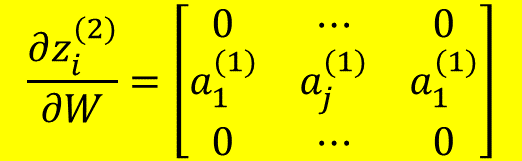 ∂z_i^(2)/∂W = [0 ⋯ 0
a_1^(1) a_j^(1) a_1^(1)
0 ⋯ 0]